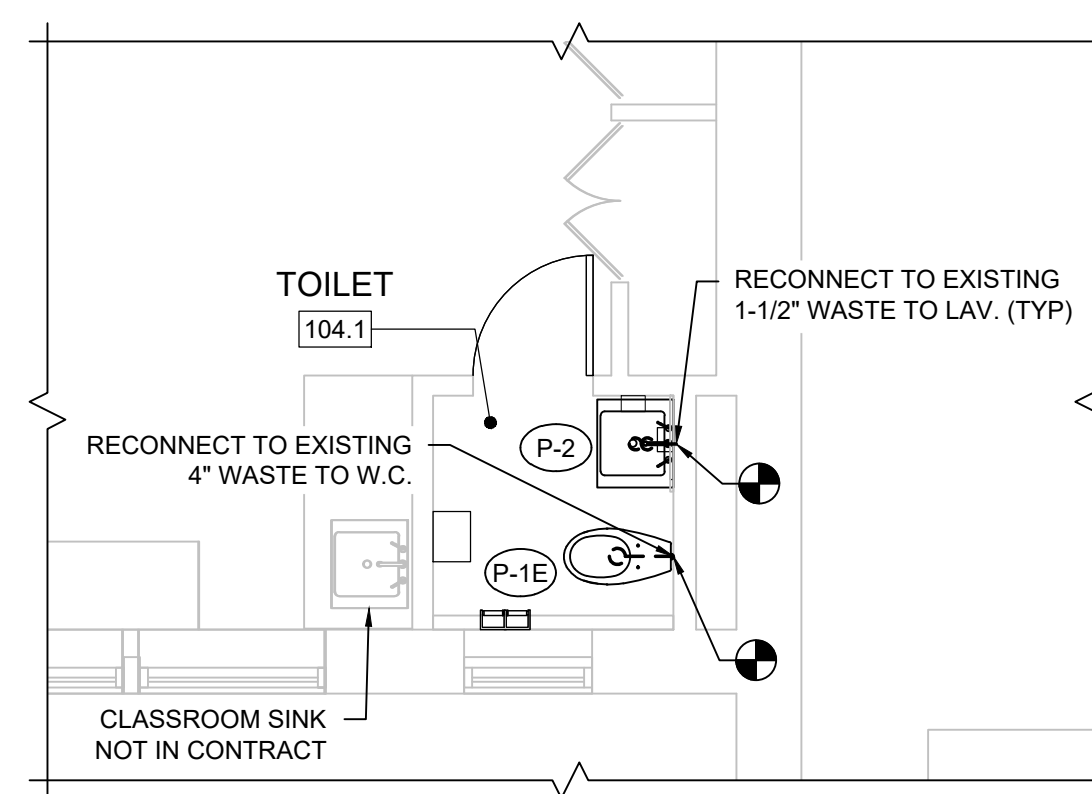 RECONNECT TO EXISTING
1-1/2" WASTE TO LAV. (TYP)
TOILET
104.1
RECONNECT TO EXISTING
4" WASTE TO W.C.
P-2
P-1E
CLASSROOM SINK
NOT IN CONTRACT